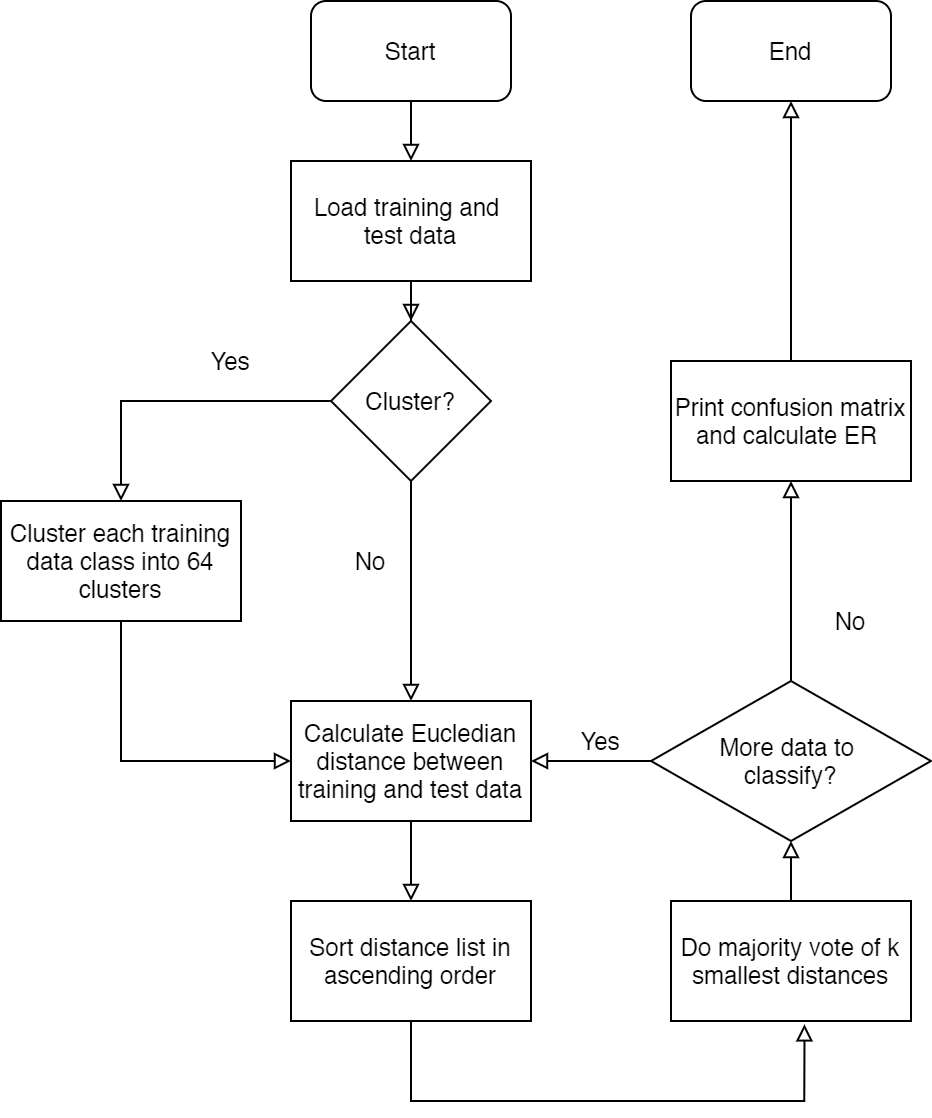 Start
End
Load training and
test data
Yes
Cluster?
Print confusion matrix
and calculate ER
Cluster each training
data class into 64
clusters
No
No
Calculate Eucledian
distance between
training and test data
Yes
More data to
classify?
Sort distance list in
ascending order
Do majority vote of k
smallest distances